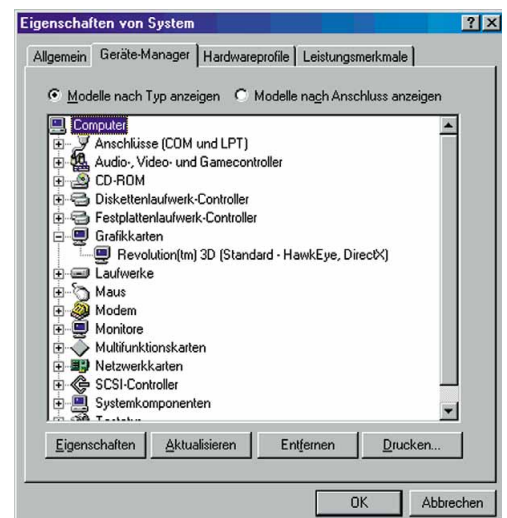 Eigenschaften von System
Allgemein Geräte-Manager Hardwareprofile Leistungsmerkmale
Modelle nach Typ anzeigen Modelle nach Anschluss anzeigen
Computer
Anschlüsse (COM und LPT)
Audio-, Video- und Gamecontroller
CD-ROM
Diskettenlaufwerk-Controller
Festplattenlaufwerk-Controller
Grafikkarten
Revolution(tm) 3D (Standard - HawkEye, DirectX)
Laufwerke
Maus
Modem
Monitore
Multifunktionskarten
Netzwerkkarten
SCSI-Controller
Systemkomponenten
Eigenschaften Aktualisieren Entfernen Drucken...
OK Abbrechen